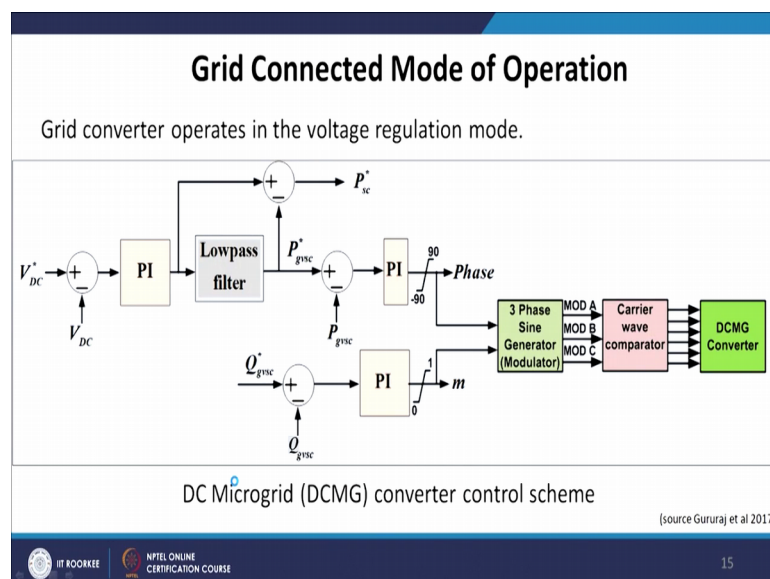 Grid Connected Mode of Operation
Grid converter operates in the voltage regulation mode.
P*sc
V*DC
+
−
PI
Lowpass
filter
+
−
P*gvsc
+
−
PI
90
-90
Phase
VDC
Pgvsc
Q*gvsc
+
−
PI
1
0
m
Qgvsc
3 Phase
Sine
Generator
(Modulator)
MOD A
MOD B
MOD C
Carrier
wave
comparator
DCMG
Converter
DC Microgrid (DCMG) converter control scheme
(source Gururaj et al 2017
IIT ROORKEE
NPTEL ONLINE
CERTIFICATION COURSE
15